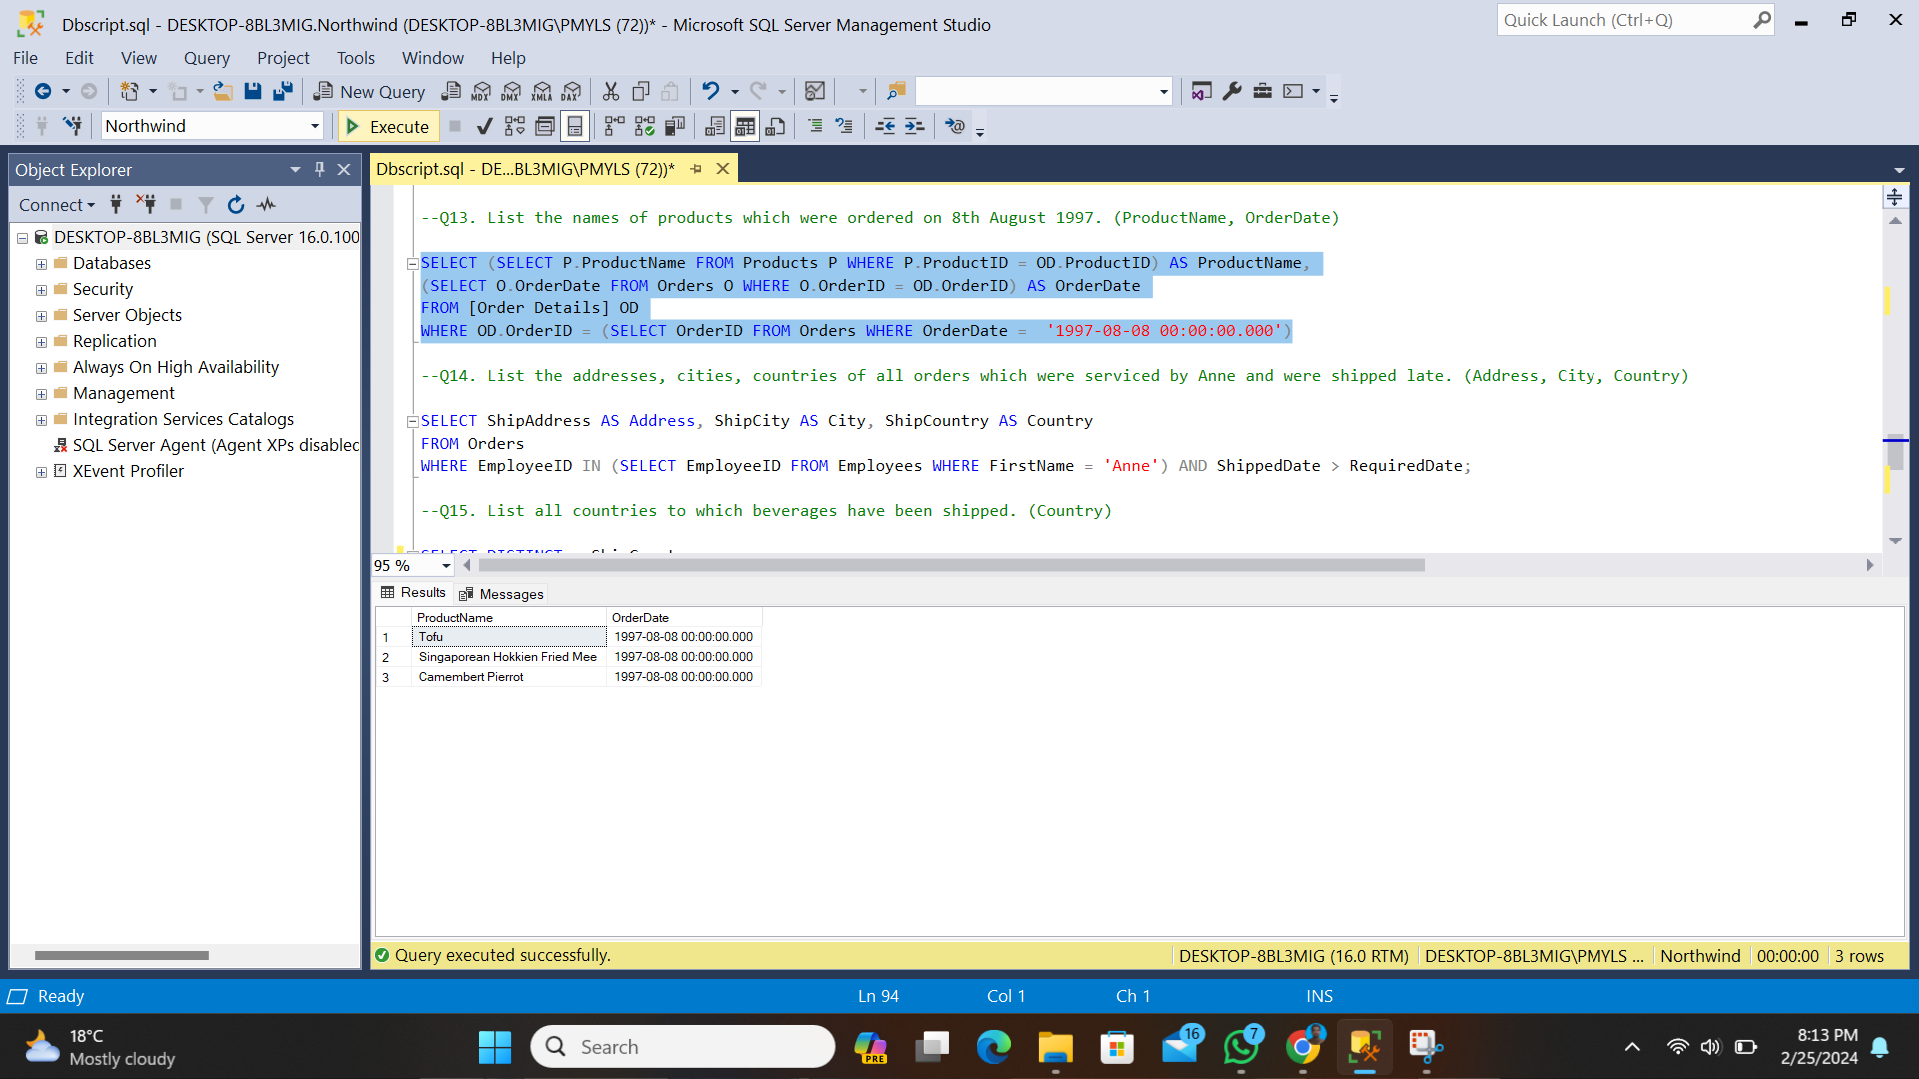 Dbscript.sql - DESKTOP-8BL3MIG.Northwind (DESKTOP-8BL3MIG\PMYLS (72))* - Microsoft SQL Server Management Studio
Quick Launch (Ctrl+Q)
File Edit View Query Project Tools Window Help
New Query MDX DMX XMLA DAX
Northwind Execute
Object Explorer
Dbscript.sql - DE...BL3MIG\PMYLS (72))*
Connect
DESKTOP-8BL3MIG (SQL Server 16.0.100
Databases
Security
Server Objects
Replication
Always On High Availability
Management
Integration Services Catalogs
SQL Server Agent (Agent XPs disabled
XEvent Profiler
--Q13. List the names of products which were ordered on 8th August 1997. (ProductName, OrderDate)
SELECT (SELECT P.ProductName FROM Products P WHERE P.ProductID = OD.ProductID) AS ProductName,
(SELECT O.OrderDate FROM Orders O WHERE O.OrderID = OD.OrderID) AS OrderDate
FROM [Order Details] OD
WHERE OD.OrderID = (SELECT OrderID FROM Orders WHERE OrderDate =  '1997-08-08 00:00:00.000')
--Q14. List the addresses, cities, countries of all orders which were serviced by Anne and were shipped late. (Address, City, Country)
SELECT ShipAddress AS Address, ShipCity AS City, ShipCountry AS Country
FROM Orders
WHERE EmployeeID IN (SELECT EmployeeID FROM Employees WHERE FirstName = 'Anne') AND ShippedDate > RequiredDate;
--Q15. List all countries to which beverages have been shipped. (Country)
SELECT DISTINCT
95 %
Results Messages
ProductName OrderDate
1 Tofu 1997-08-08 00:00:00.000
2 Singaporean Hokkien Fried Mee 1997-08-08 00:00:00.000
3 Camembert Pierrot 1997-08-08 00:00:00.000
Query executed successfully.
DESKTOP-8BL3MIG (16.0 RTM) DESKTOP-8BL3MIG\PMYLS ... Northwind 00:00:00 3 rows
Ready Ln 94 Col 1 Ch 1 INS
18°C
Mostly cloudy
Search
PRE
16
7
8:13 PM
2/25/2024